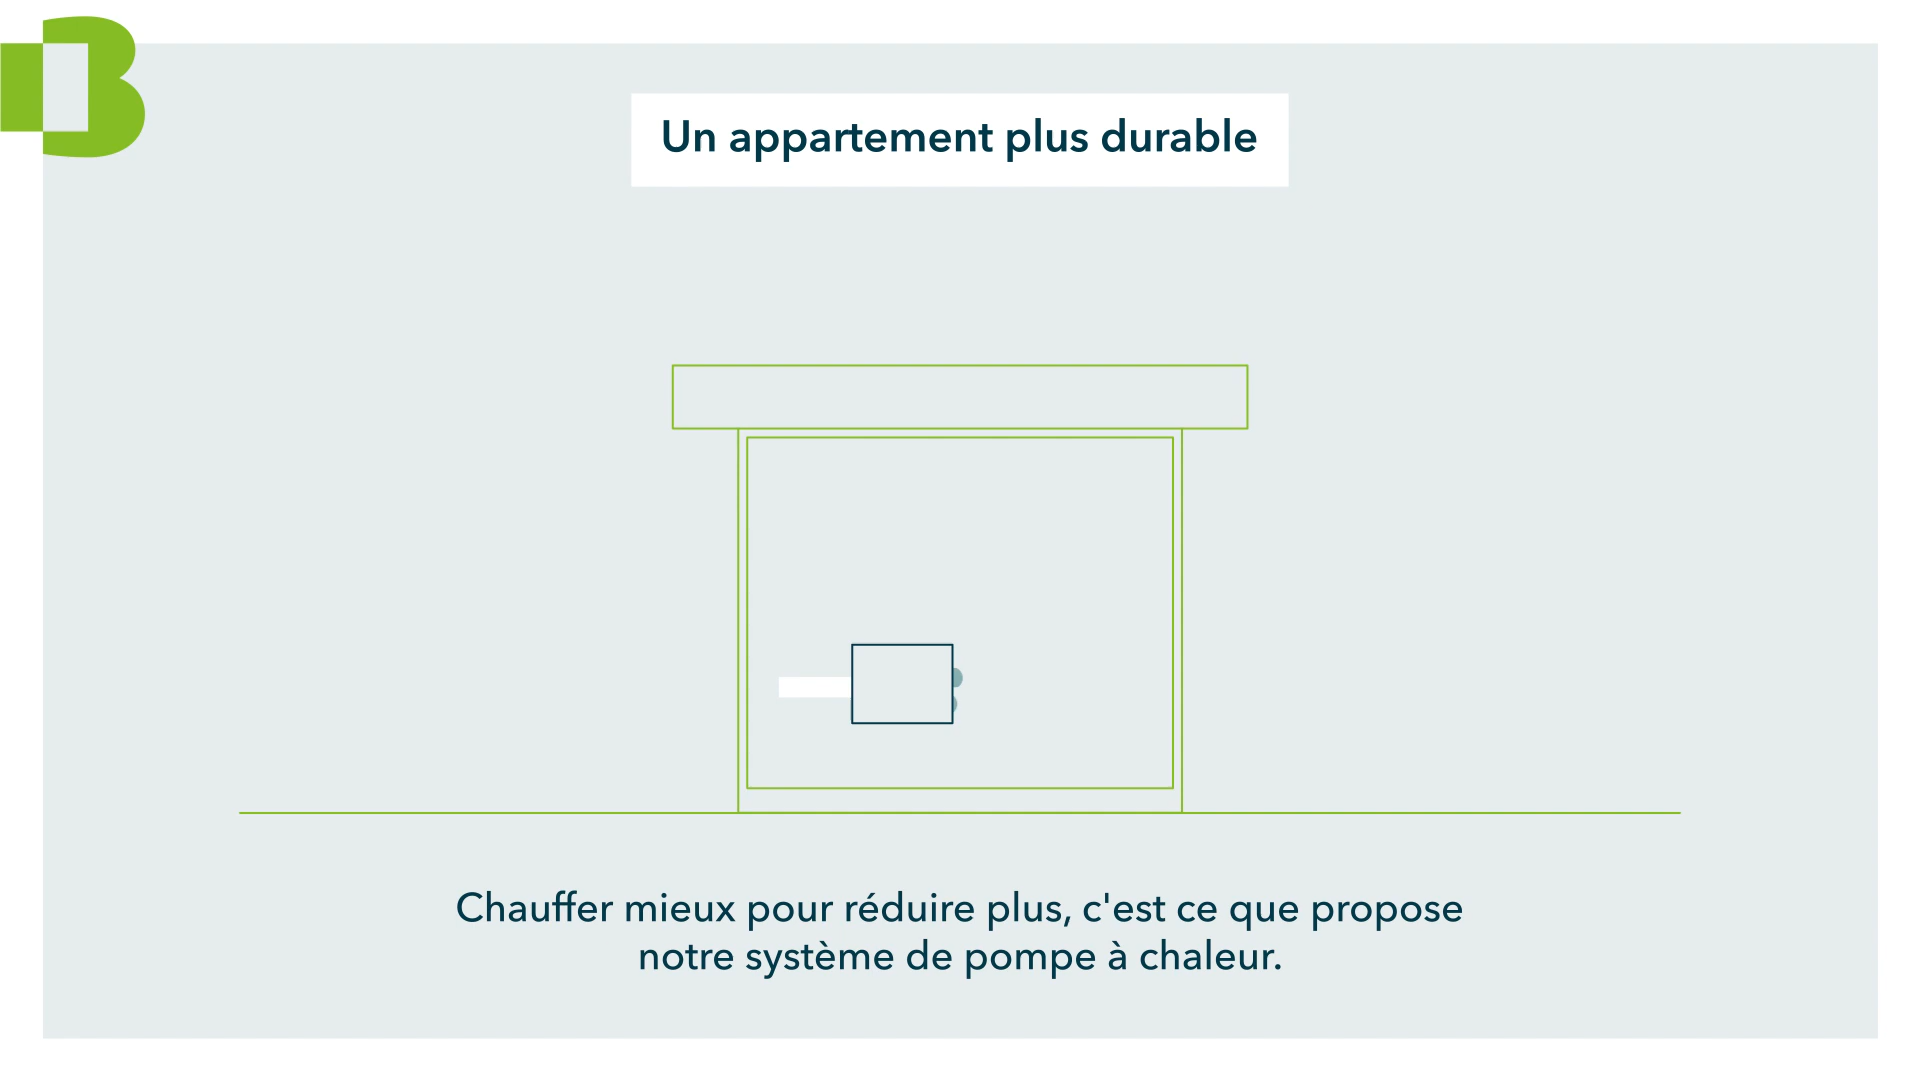 B
Un appartement plus durable
Chauffer mieux pour réduire plus, c'est ce que propose
notre système de pompe à chaleur.